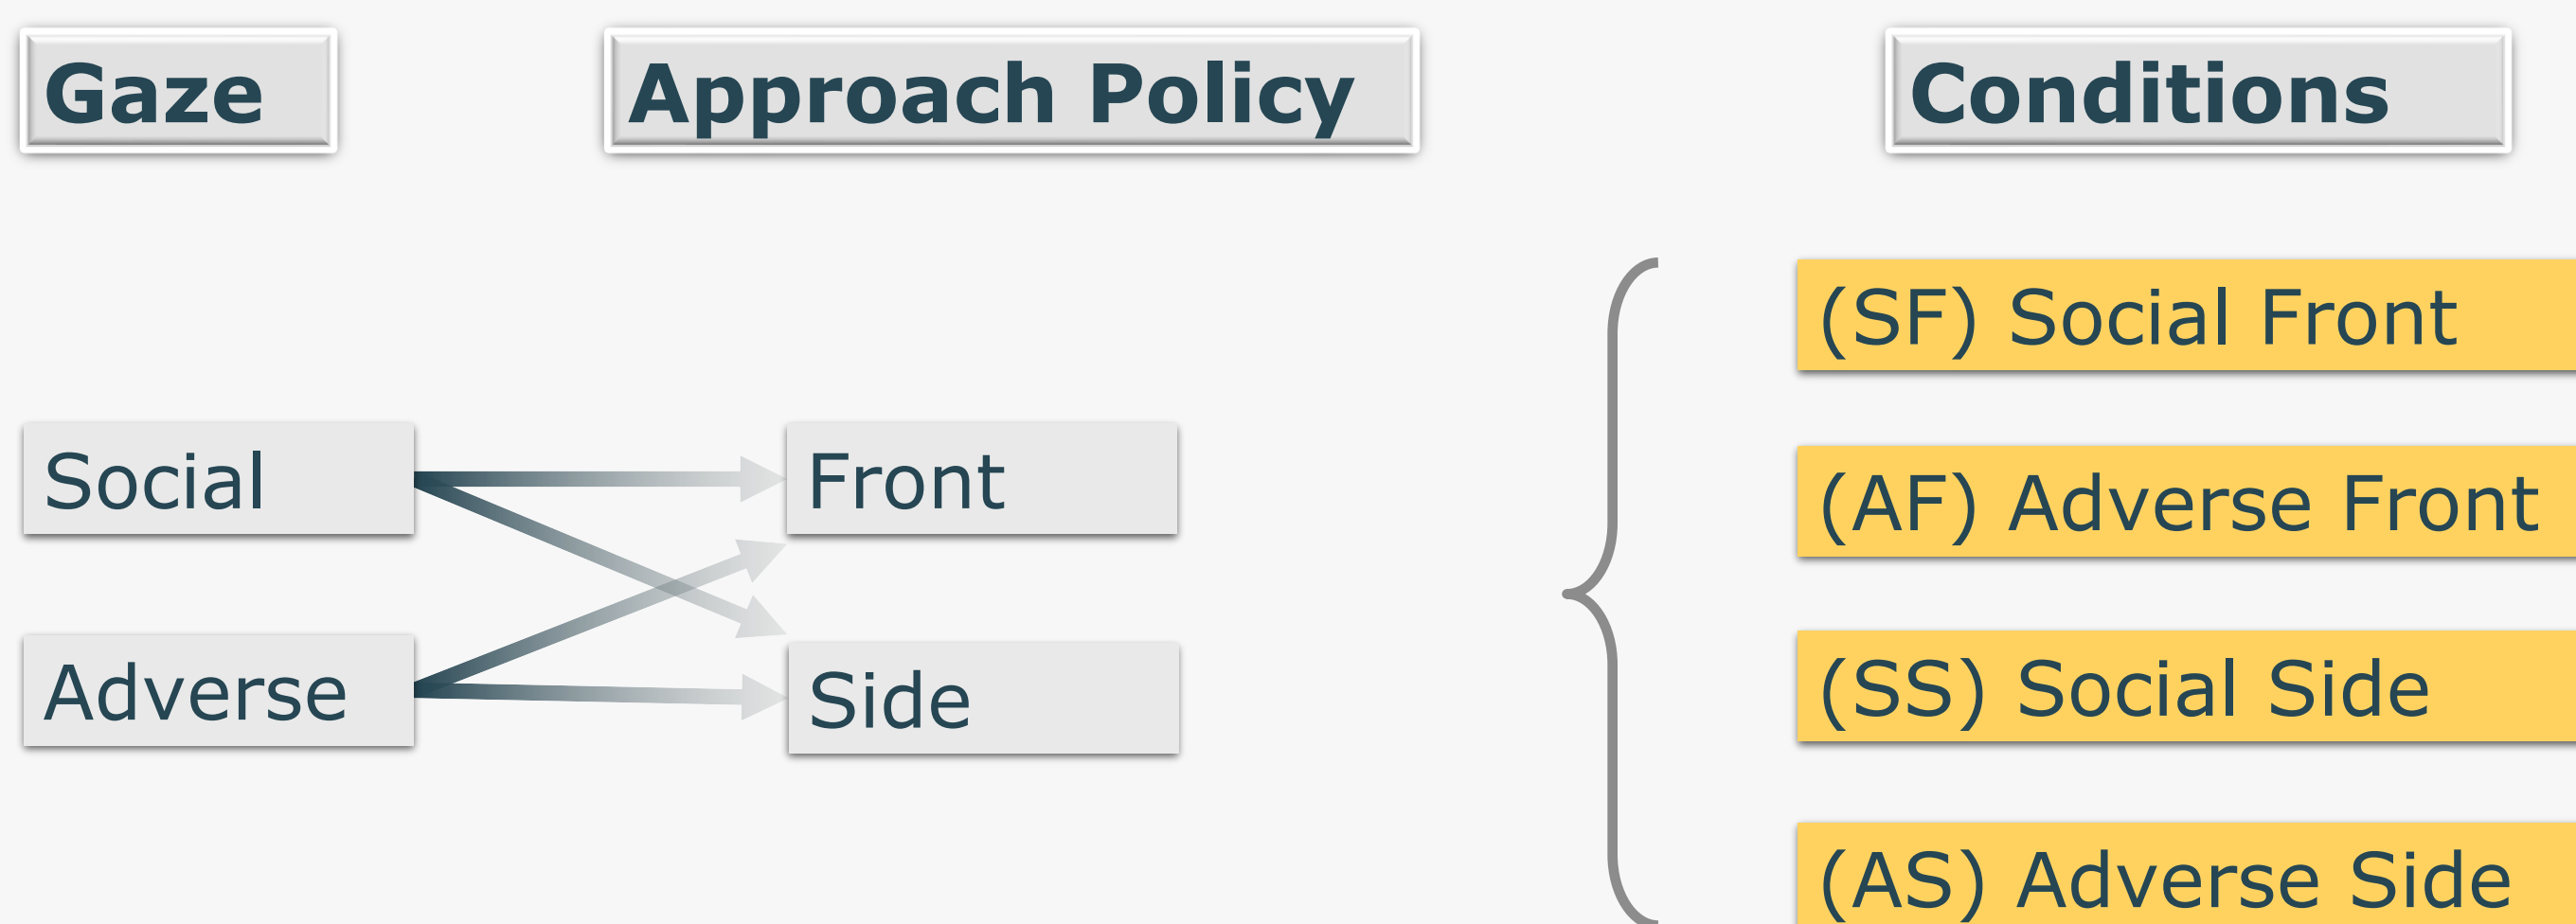 Gaze
Approach Policy
Conditions
Social
Adverse
Front
Side
(SF) Social Front
(AF) Adverse Front
(SS) Social Side
(AS) Adverse Side